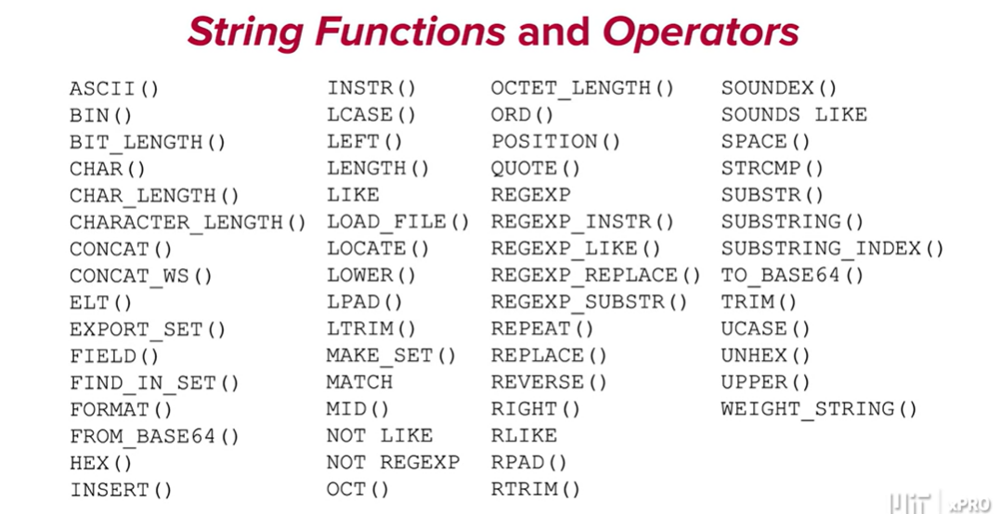 String Functions and Operators
ASCII()
BIN()
BIT_LENGTH()
CHAR()
CHAR_LENGTH()
CHARACTER_LENGTH()
CONCAT()
CONCAT_WS()
ELT()
EXPORT_SET()
FIELD()
FIND_IN_SET()
FORMAT()
FROM_BASE64()
HEX()
INSERT()
INSTR()
LCASE()
LEFT()
LENGTH()
LIKE
LOAD_FILE()
LOCATE()
LOWER()
LPAD()
LTRIM()
MAKE_SET()
MATCH
MID()
NOT LIKE
NOT REGEXP
OCT()
OCTET_LENGTH()
ORD()
POSITION()
QUOTE()
REGEXP
REGEXP_INSTR()
REGEXP_LIKE()
REGEXP_REPLACE()
REGEXP_SUBSTR()
REPEAT()
REPLACE()
REVERSE()
RIGHT()
RLIKE
RPAD()
RTRIM()
SOUNDEX()
SOUNDS LIKE
SPACE()
STRCMP()
SUBSTR()
SUBSTRING()
SUBSTRING_INDEX()
TO_BASE64()
TRIM()
UCASE()
UNHEX()
UPPER()
WEIGHT_STRING()
MIT xPRO